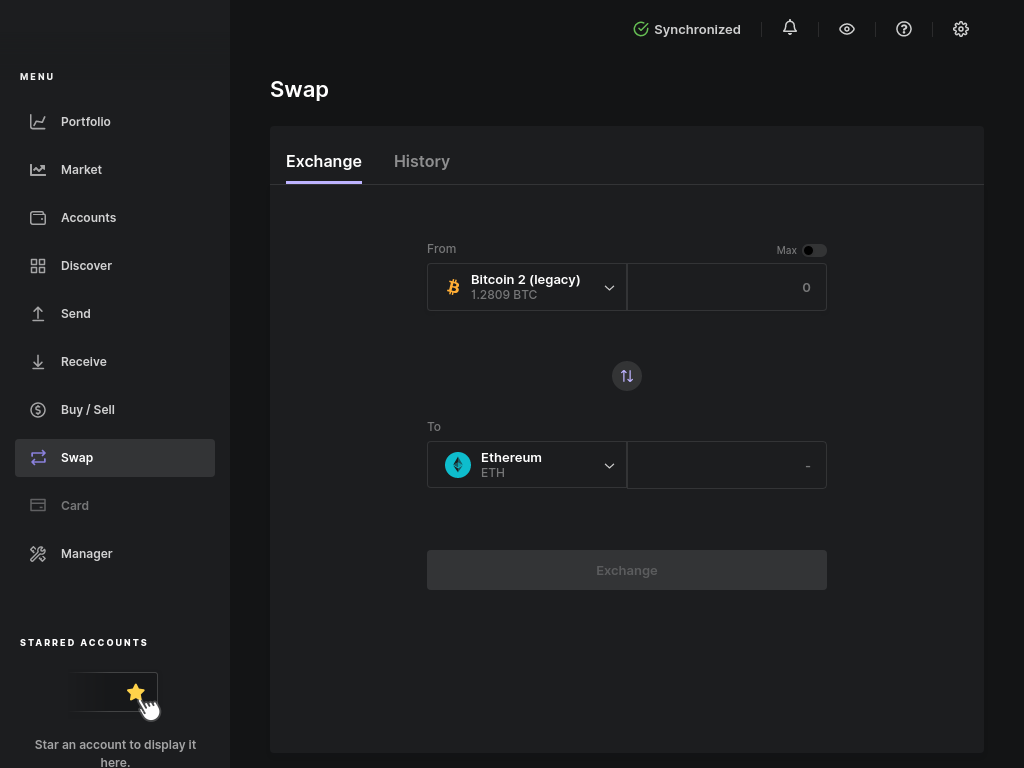 Synchronized
MENU
Portfolio
Market
Accounts
Discover
Send
Receive
Buy / Sell
Swap
Card
Manager
STARRED ACCOUNTS
Star an account to display it
here.
Swap
Exchange
History
From
Max
Bitcoin 2 (legacy)
1.2809 BTC
0
To
Ethereum
ETH
-
Exchange